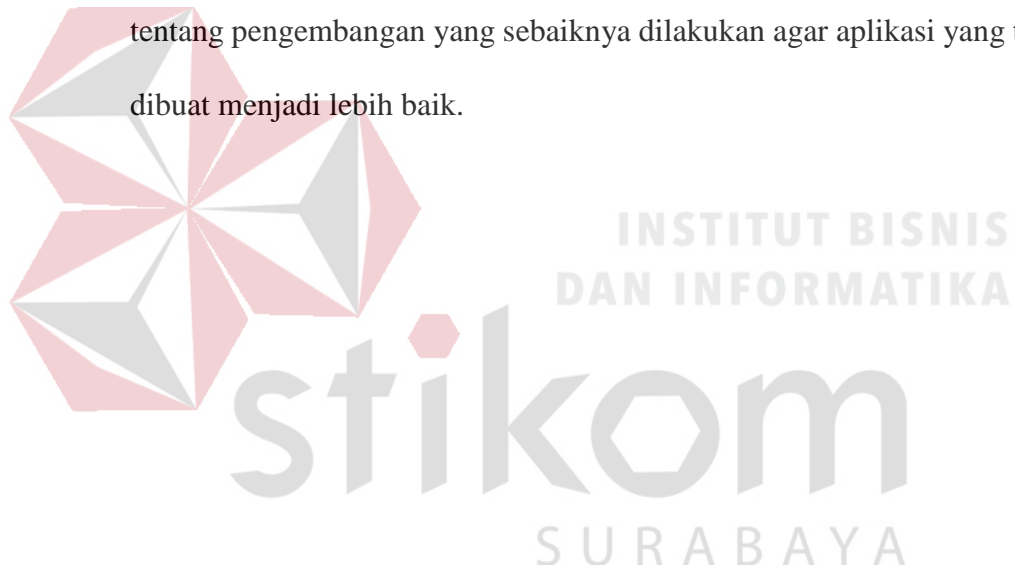 tentang pengembangan yang sebaiknya dilakukan agar aplikasi yang
dibuat menjadi lebih baik.
INSTITUT BISNIS
DAN INFORMATIKA
stikom
SURABAYA